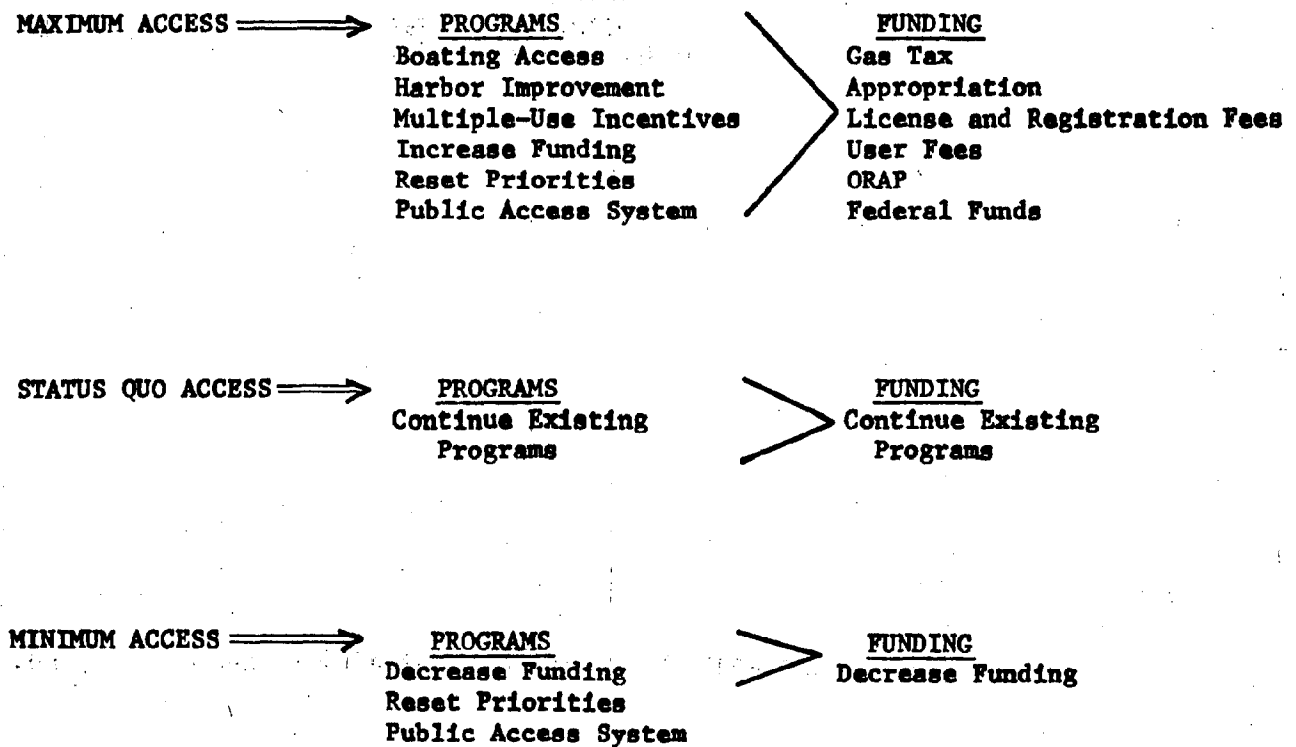 MAXIMUM ACCESS PROGRAMS FUNDING
Boating Access Gas Tax
Harbor Improvement Appropriation
Multiple-Use Incentives License and Registration Fees
Increase Funding User Fees
Reset Priorities ORAP
Public Access System Federal Funds
STATUS QUO ACCESS PROGRAMS FUNDING
Continue Existing Continue Existing
Programs Programs
MINIMUM ACCESS PROGRAMS FUNDING
Decrease Funding Decrease Funding
Reset Priorities
Public Access System